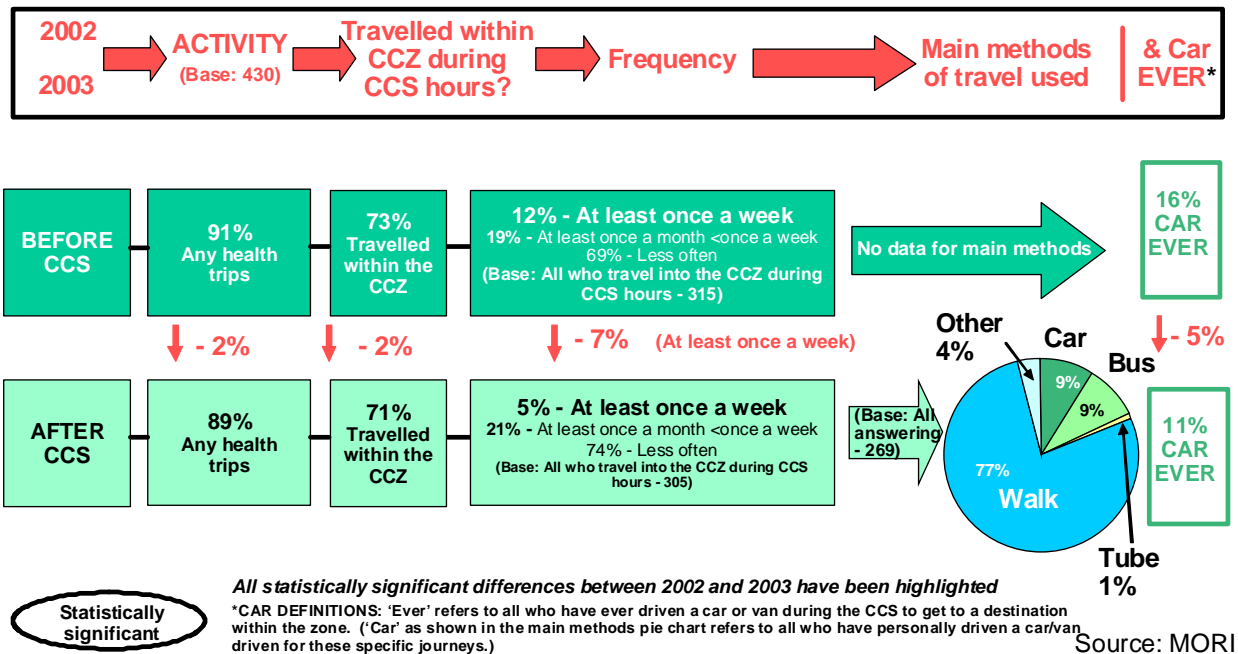 2002
2003
ACTIVITY
(Base: 430)
Travelled within
CCZ during
CCS hours?
Frequency
Main methods
of travel used
& Car
EVER*
BEFORE
CCS
91%
Any health
trips
73%
Travelled
within the
CCZ
12% - At least once a week
19% - At least once a month <once a week
69% - Less often
(Base: All who travel into the CCZ during
CCS hours - 315)
No data for main methods
16%
CAR
EVER
- 2%
- 2%
- 7%
(At least once a week)
- 5%
AFTER
CCS
89%
Any health
trips
71%
Travelled
within the
CCZ
5% - At least once a week
21% - At least once a month <once a week
74% - Less often
(Base: All who travel into the CCZ during CCS
hours - 305)
(Base: All
answering
- 269)
Other
4%
Car
9%
Bus
9%
77%
Walk
Tube
1%
11%
CAR
EVER
Statistically
significant
All statistically significant differences between 2002 and 2003 have been highlighted
*CAR DEFINITIONS: ‘Ever’ refers to all who have ever driven a car or van during the CCS to get to a destination
within the zone. (‘Car’ as shown in the main methods pie chart refers to all who have personally driven a car/van
driven for these specific journeys.)
Source: MORI